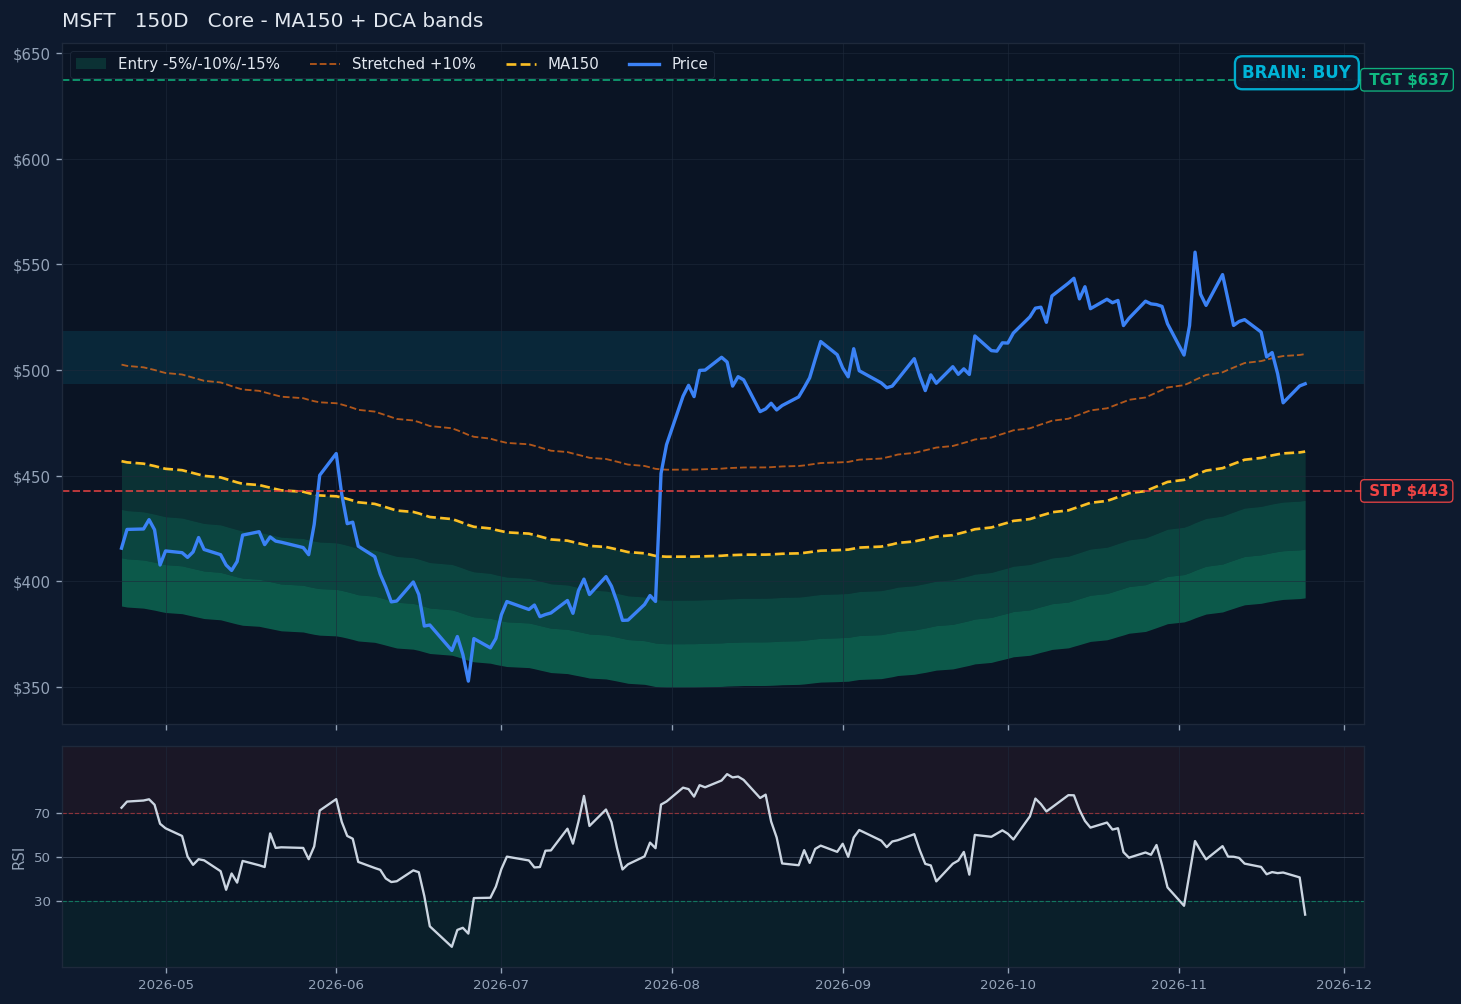 MSFT   150D   Core - MA150 + DCA bands
$650
Entry -5%/-10%/-15%
Stretched +10%
MA150
Price
BRAIN: BUY
TGT $637
$600
$550
$500
$450
STP $443
$400
$350
70
50
30
RSI
2026-05
2026-06
2026-07
2026-08
2026-09
2026-10
2026-11
2026-12